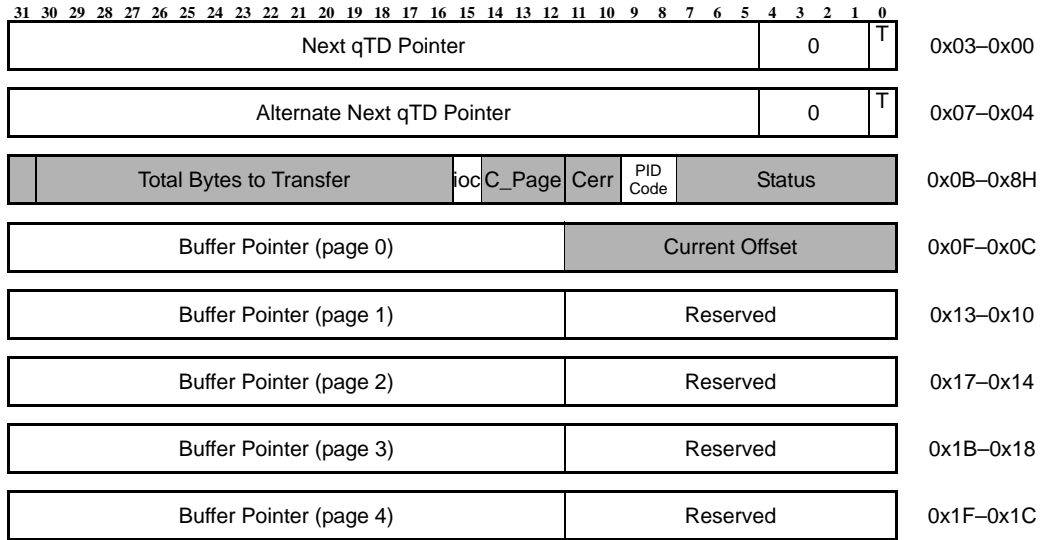 31 30 29 28 27 26 25 24 23 22 21 20 19 18 17 16 15 14 13 12 11 10 9 8 7 6 5 4 3 2 1 0
Next qTD Pointer 0 T 0x03–0x00
Alternate Next qTD Pointer 0 T 0x07–0x04
Total Bytes to Transfer ioc C_Page Cerr PID Code Status 0x0B–0x8H
Buffer Pointer (page 0) Current Offset 0x0F–0x0C
Buffer Pointer (page 1) Reserved 0x13–0x10
Buffer Pointer (page 2) Reserved 0x17–0x14
Buffer Pointer (page 3) Reserved 0x1B–0x18
Buffer Pointer (page 4) Reserved 0x1F–0x1C